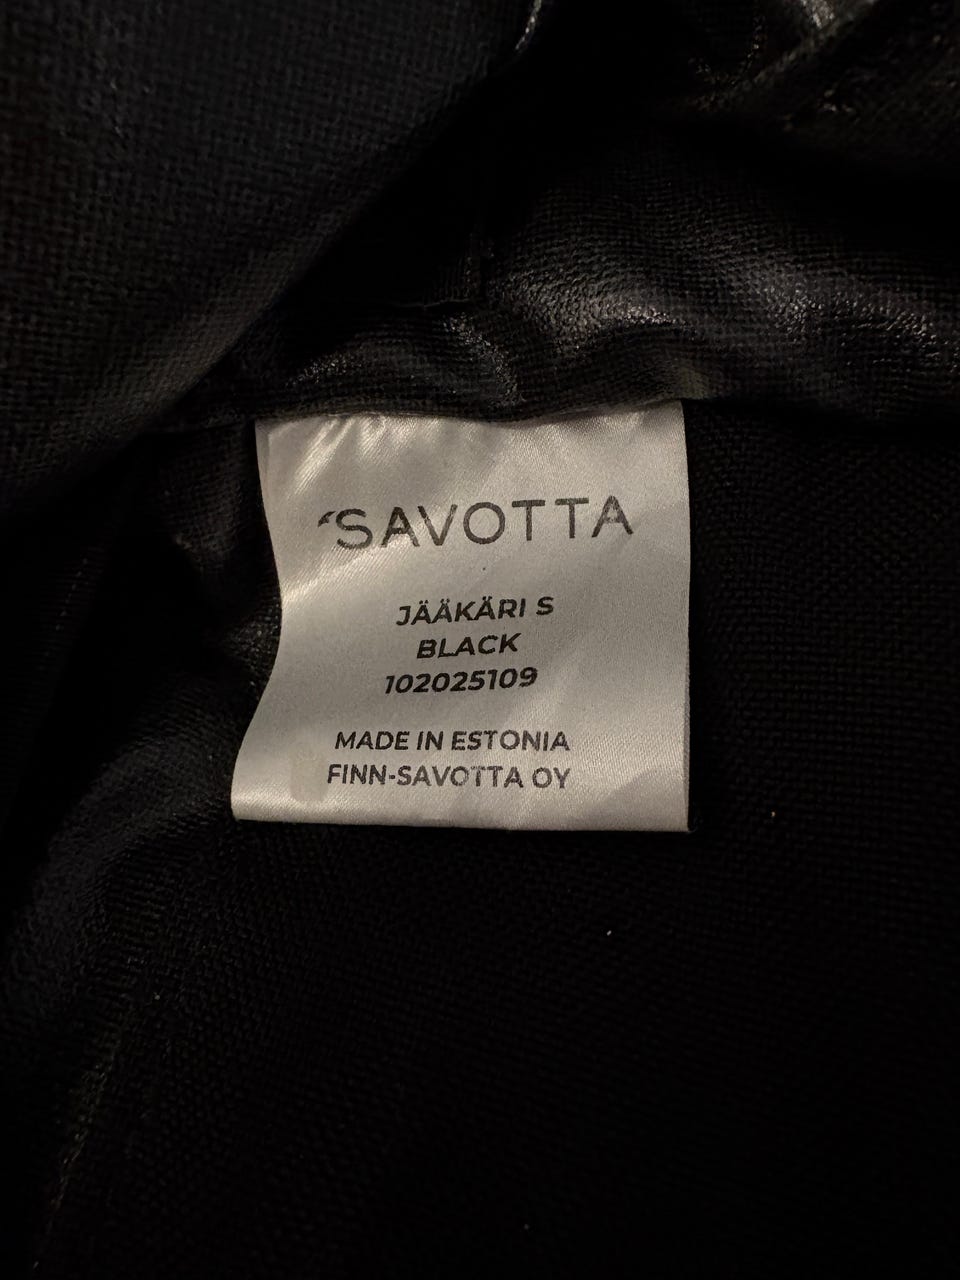 SAVOTTA
JÄÄKÄRI S
BLACK
102025109
MADE IN ESTONIA
FINN-SAVOTTA OY